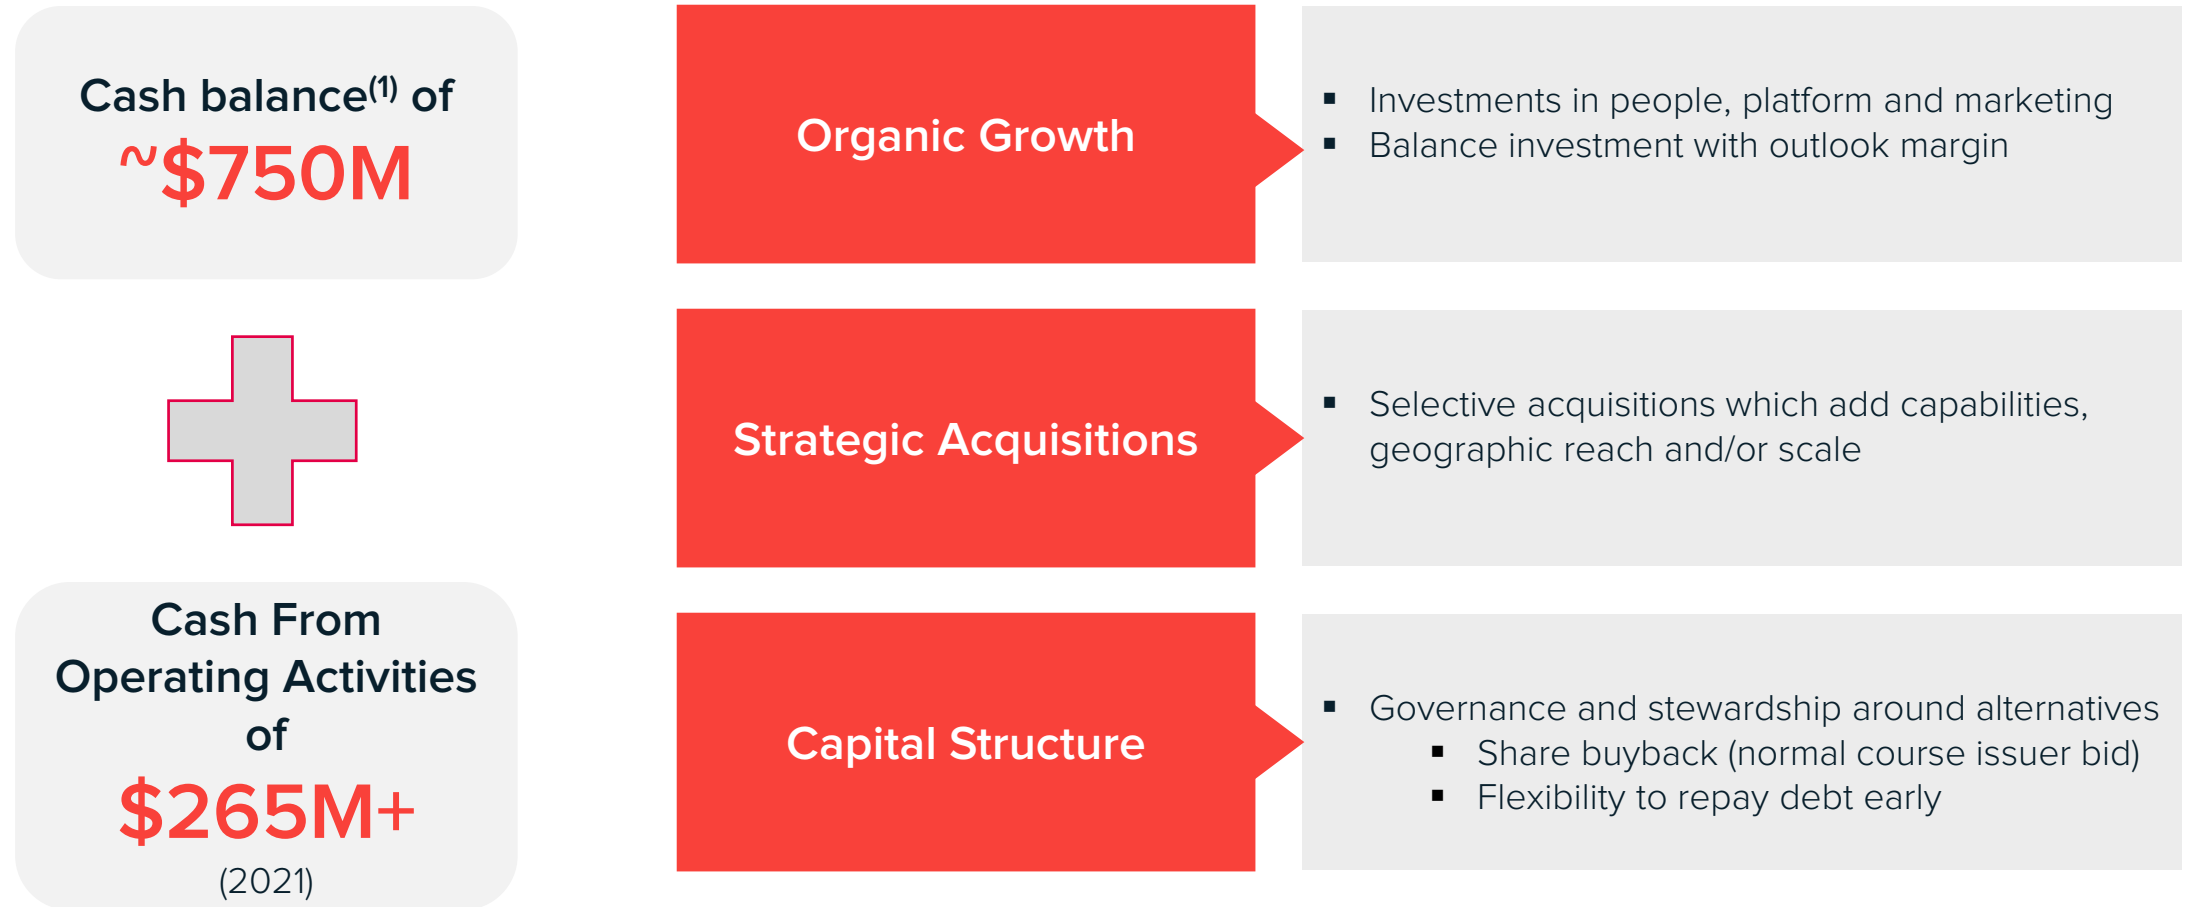 Cash balance(1) of
~$750M
Cash From
Operating Activities
of
$265M+
(2021)
Organic Growth
▪ Investments in people, platform and marketing
▪ Balance investment with outlook margin
Strategic Acquisitions
▪ Selective acquisitions which add capabilities,
geographic reach and/or scale
Capital Structure
▪ Governance and stewardship around alternatives
▪ Share buyback (normal course issuer bid)
▪ Flexibility to repay debt early